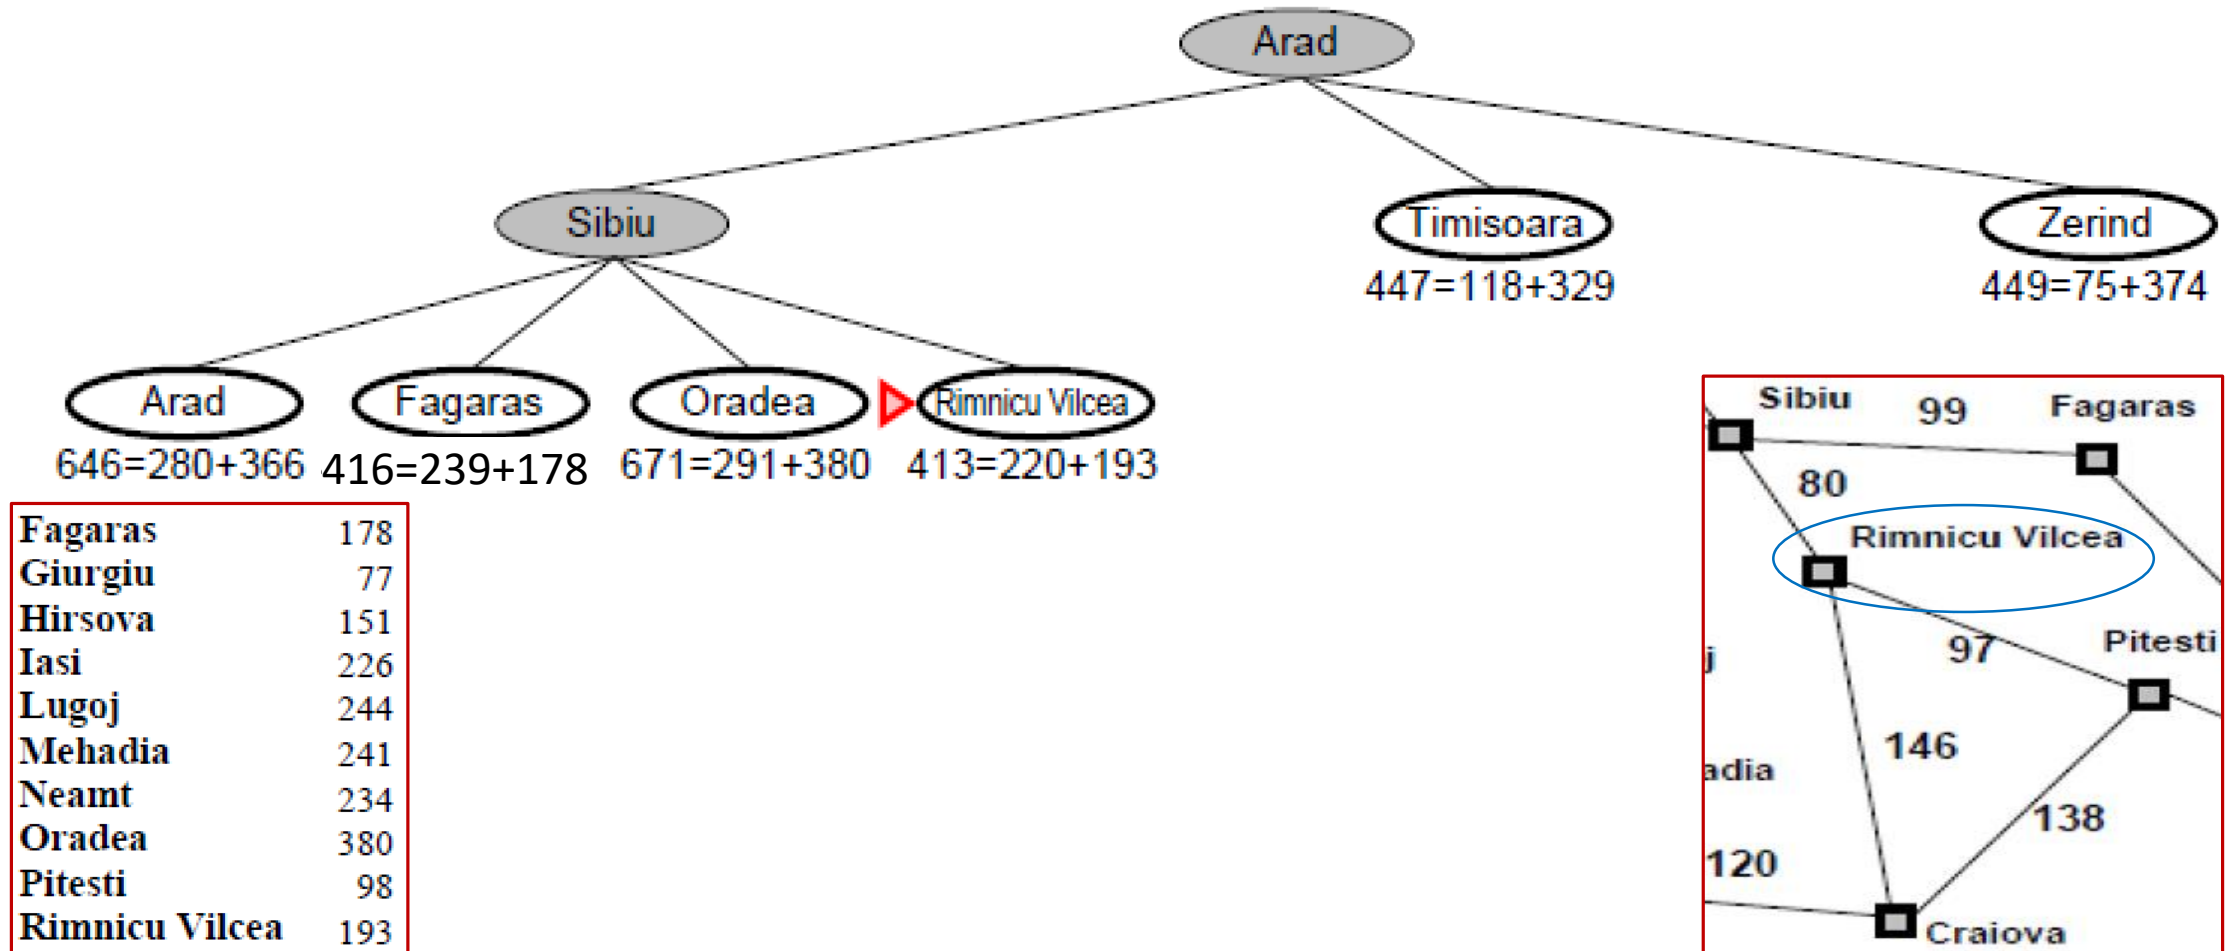 Arad
Sibiu
Timisoara
Zerind
447=118+329
449=75+374
Arad
Fagaras
Oradea
Rimnicu Vilcea
646=280+366
416=239+178
671=291+380
413=220+193
Fagaras 178
Giurgiu 77
Hirsova 151
Iasi 226
Lugoj 244
Mehadia 241
Neamt 234
Oradea 380
Pitesti 98
Rimnicu Vilcea 193
Sibiu
99
Fagaras
80
Rimnicu Vilcea
97
Pitesti
j
146
adia
138
120
Craiova